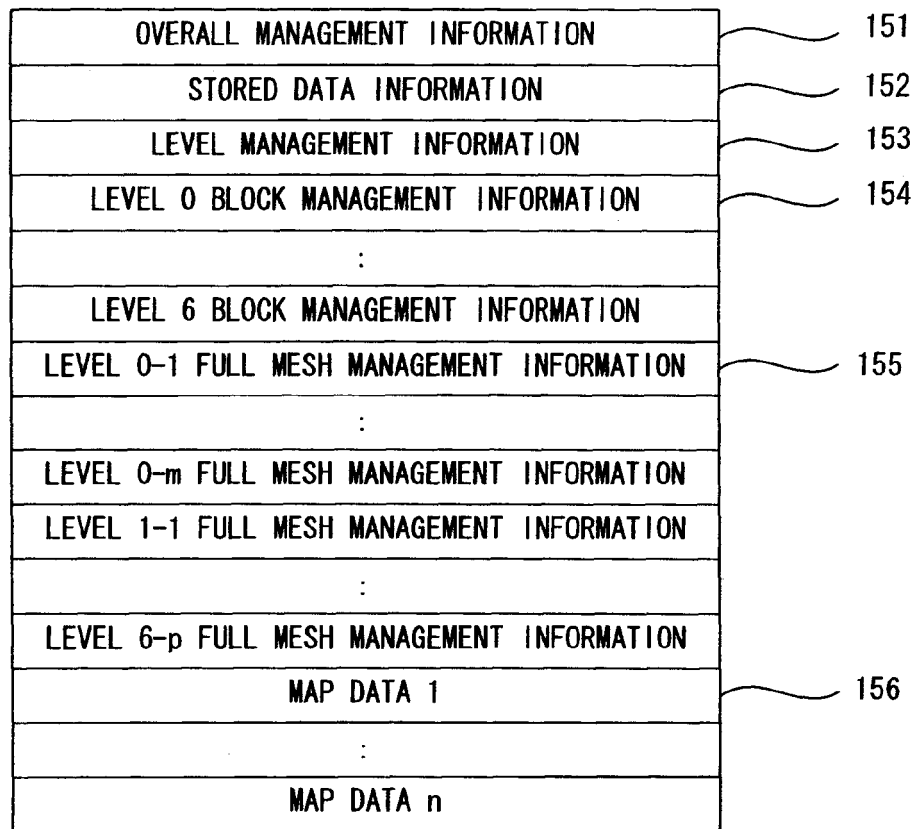 OVERALL MANAGEMENT INFORMATION 151
STORED DATA INFORMATION 152
LEVEL MANAGEMENT INFORMATION 153
LEVEL 0 BLOCK MANAGEMENT INFORMATION 154
:
LEVEL 6 BLOCK MANAGEMENT INFORMATION
LEVEL 0-1 FULL MESH MANAGEMENT INFORMATION 155
:
LEVEL 0-m FULL MESH MANAGEMENT INFORMATION
LEVEL 1-1 FULL MESH MANAGEMENT INFORMATION
:
LEVEL 6-p FULL MESH MANAGEMENT INFORMATION
MAP DATA 1 156
:
MAP DATA n